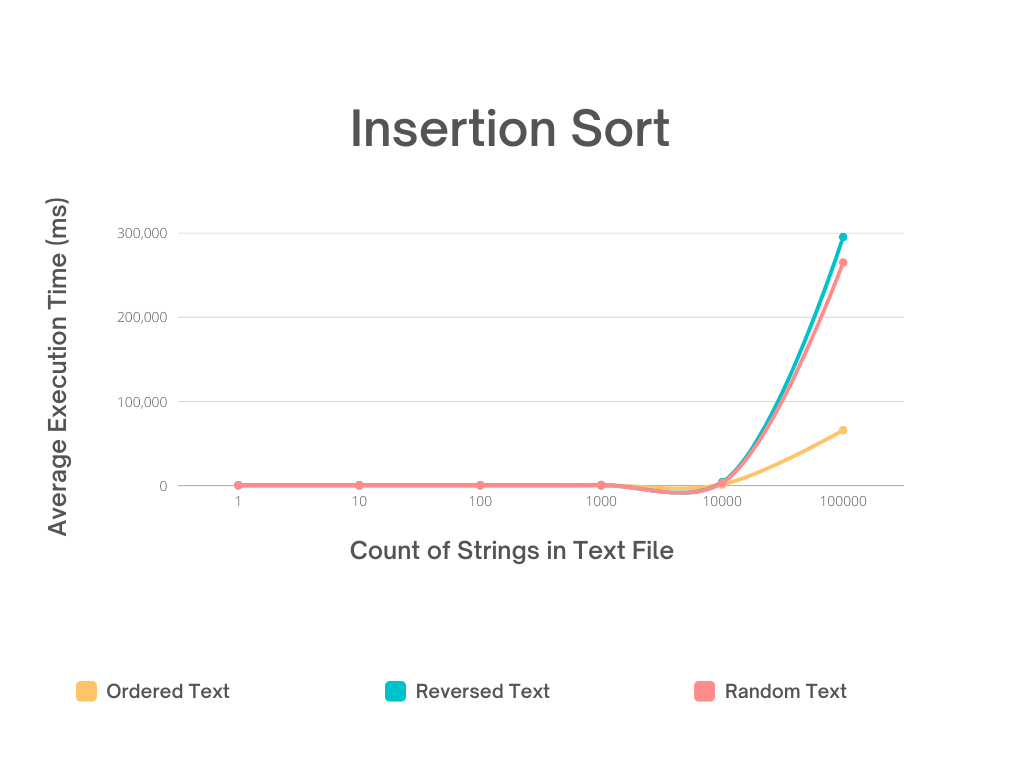 Insertion Sort
Average Execution Time (ms)
300,000
200,000
100,000
0
1 10 100 1000 10000 100000
Count of Strings in Text File
Ordered Text Reversed Text Random Text